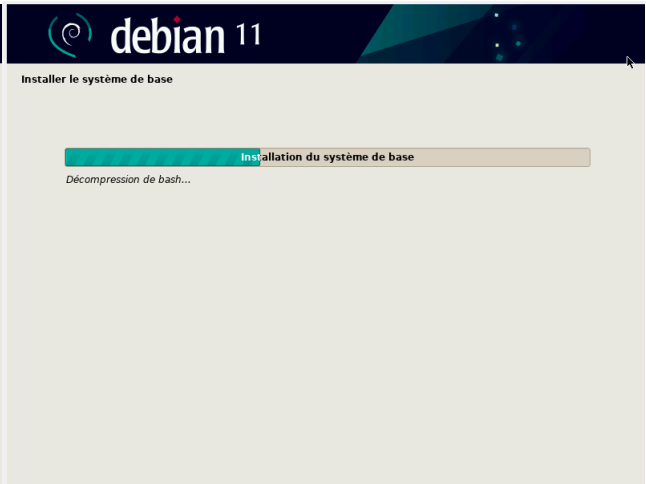 debian 11
Installer le système de base
Installation du système de base
Décompression de bash...